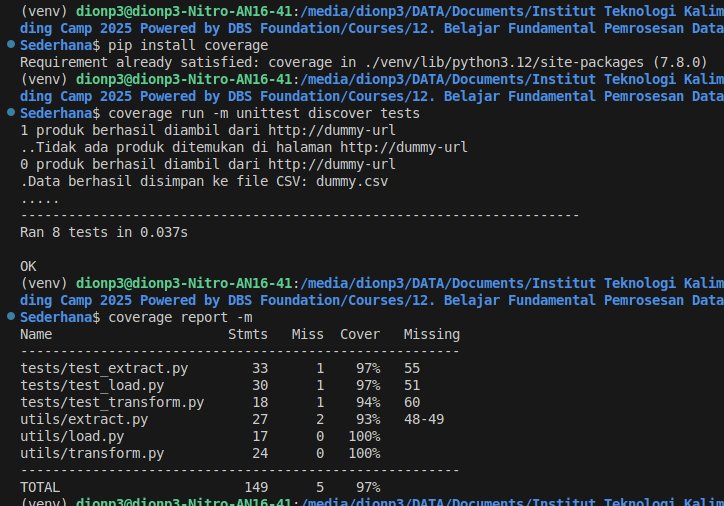 (venv) dionp3@dionp3-Nitro-AN16-41:/media/dionp3/DATA/Documents/Institut Teknologi Kalim
ding Camp 2025 Powered by DBS Foundation/Courses/12. Belajar Fundamental Pemrosesan Data
Sederhana$ pip install coverage
Requirement already satisfied: coverage in ./venv/lib/python3.12/site-packages (7.8.0)
(venv) dionp3@dionp3-Nitro-AN16-41:/media/dionp3/DATA/Documents/Institut Teknologi Kalim
ding Camp 2025 Powered by DBS Foundation/Courses/12. Belajar Fundamental Pemrosesan Data
Sederhana$ coverage run -m unittest discover tests
1 produk berhasil diambil dari http://dummy-url
..Tidak ada produk ditemukan di halaman http://dummy-url
0 produk berhasil diambil dari http://dummy-url
.Data berhasil disimpan ke file CSV: dummy.csv
.....
----------------------------------------------------------------------
Ran 8 tests in 0.037s
OK
(venv) dionp3@dionp3-Nitro-AN16-41:/media/dionp3/DATA/Documents/Institut Teknologi Kalim
ding Camp 2025 Powered by DBS Foundation/Courses/12. Belajar Fundamental Pemrosesan Data
Sederhana$ coverage report -m
Name                      Stmts   Miss  Cover   Missing
-------------------------------------------------------
tests/test_extract.py        33      1    97%   55
tests/test_load.py           30      1    97%   51
tests/test_transform.py      18      1    94%   60
utils/extract.py             27      2    93%   48-49
utils/load.py                17      0   100%
utils/transform.py           24      0   100%
-------------------------------------------------------
TOTAL                       149      5    97%
(venv) dionp3@dionp3-Nitro-AN16-41:/media/dionp3/DATA/Documents/Institut Teknologi Kalim